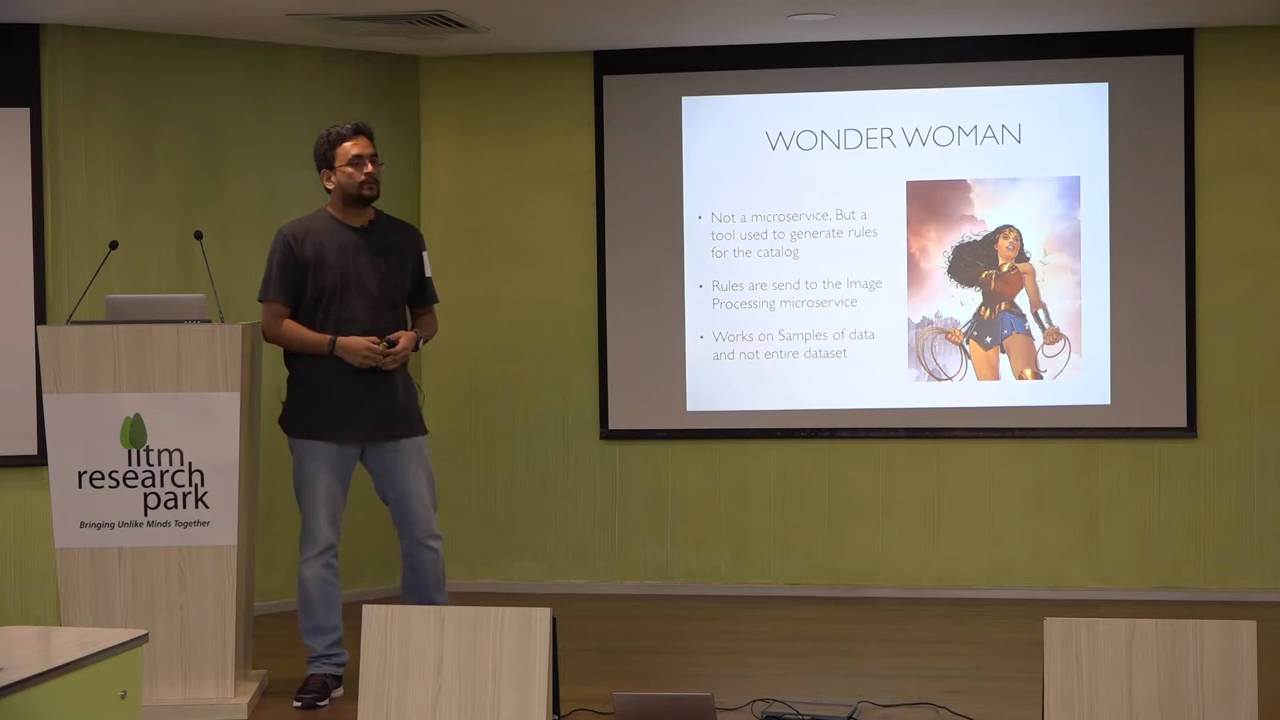 WONDER WOMAN
• Not a microservice, But a
tool used to generate rules
for the catalog
• Rules are send to the Image
Processing microservice
• Works on Samples of data
and not entire dataset
iitm
research
park
Bringing Unlike Minds Together